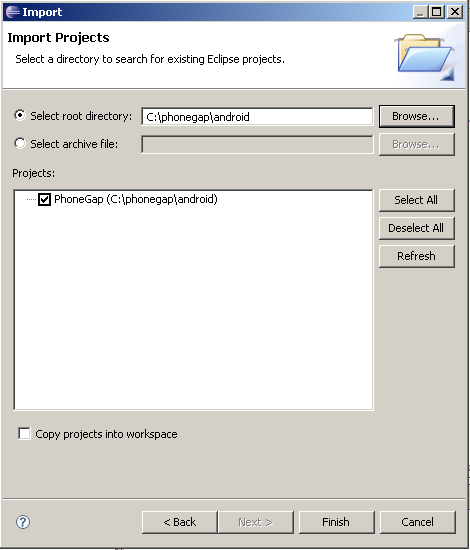 Import
Import Projects
Select a directory to search for existing Eclipse projects.
Select root directory: C:\phonegap\android Browse...
Select archive file: Browse...
Projects:
PhoneGap (C:\phonegap\android)
Select All
Deselect All
Refresh
Copy projects into workspace
? < Back Next > Finish Cancel